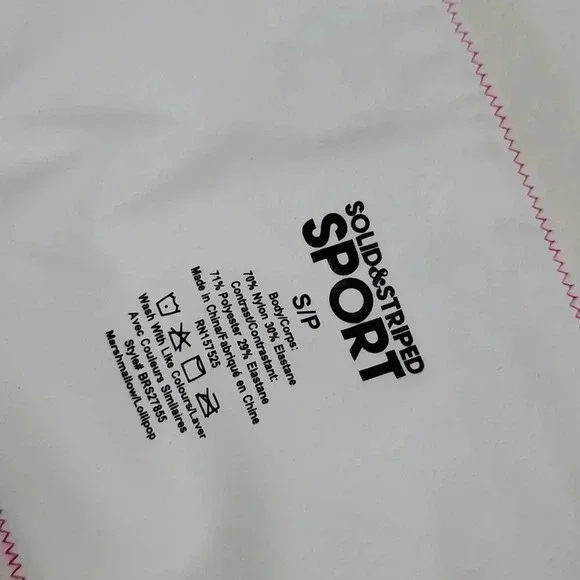 SOLID&STRIPED
SPORT
S/P
Body/Corps:
70% Nylon 30% Elastane
Contrast/Contrastant:
71% Polyester 29% Elastane
Made in China/Fabriqué en Chine
RN157525
Wash With Like Colours/Laver
Avec Couleurs Similaires
Style# BRS27855
Marshmallow/Lollipop